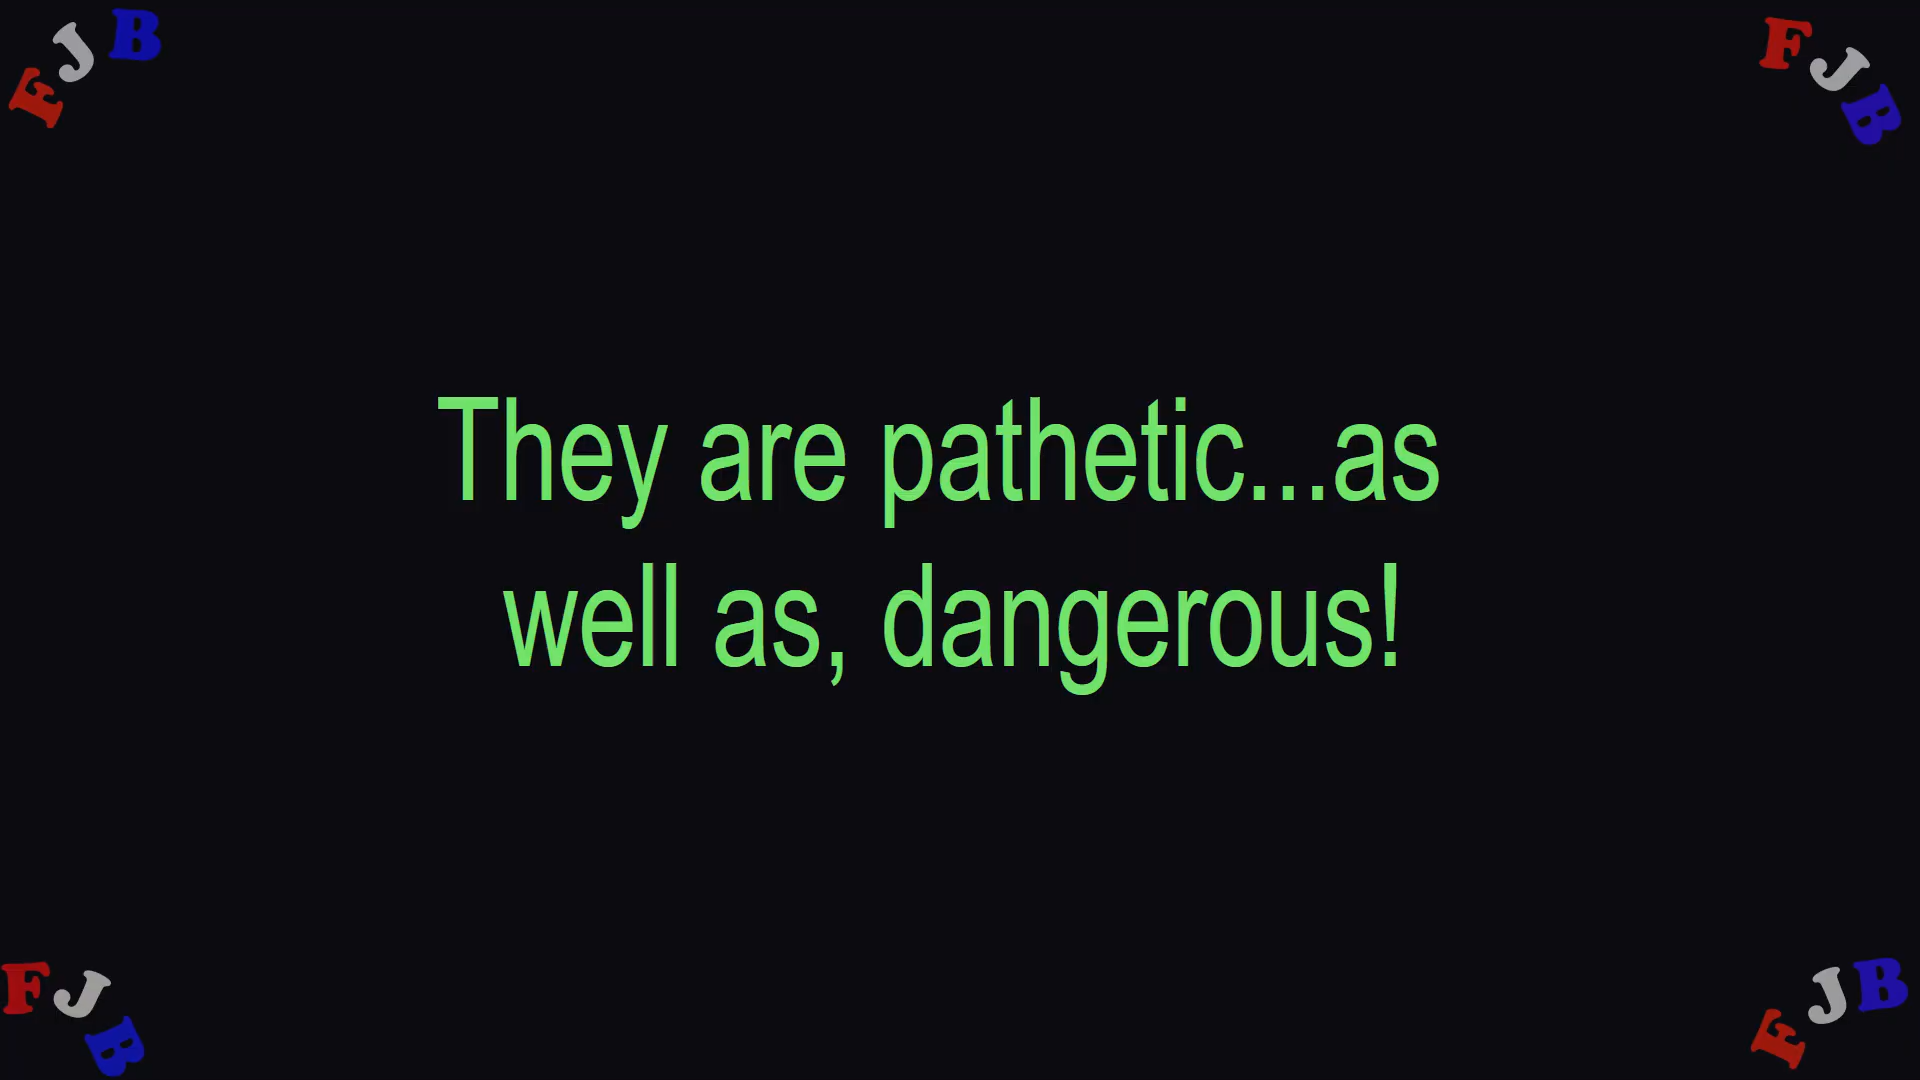 FJB
FJB
They are pathetic...as
well as, dangerous!
FJB
FJB